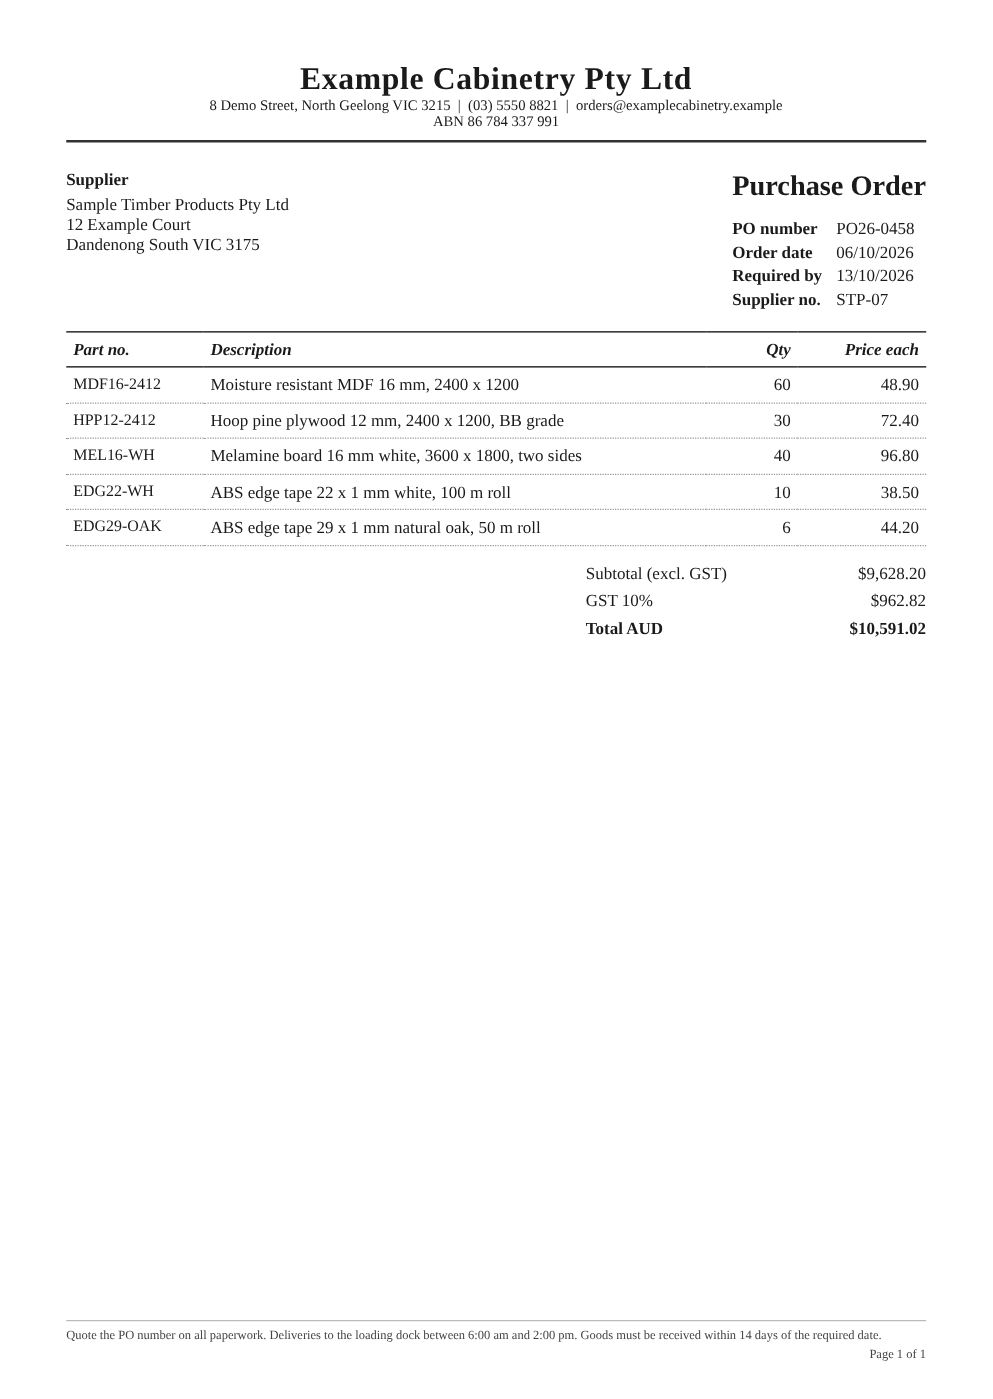 Example Cabinetry Pty Ltd
8 Demo Street, North Geelong VIC 3215 | (03) 5550 8821 | orders@examplecabinetry.example
ABN 86 784 337 991
Supplier
Sample Timber Products Pty Ltd
12 Example Court
Dandenong South VIC 3175
Purchase Order
PO number PO26-0458
Order date 06/10/2026
Required by 13/10/2026
Supplier no. STP-07
Part no. Description Qty Price each
MDF16-2412 Moisture resistant MDF 16 mm, 2400 x 1200 60 48.90
HPP12-2412 Hoop pine plywood 12 mm, 2400 x 1200, BB grade 30 72.40
MEL16-WH Melamine board 16 mm white, 3600 x 1800, two sides 40 96.80
EDG22-WH ABS edge tape 22 x 1 mm white, 100 m roll 10 38.50
EDG29-OAK ABS edge tape 29 x 1 mm natural oak, 50 m roll 6 44.20
Subtotal (excl. GST) $9,628.20
GST 10% $962.82
Total AUD $10,591.02
Quote the PO number on all paperwork. Deliveries to the loading dock between 6:00 am and 2:00 pm. Goods must be received within 14 days of the required date.
Page 1 of 1